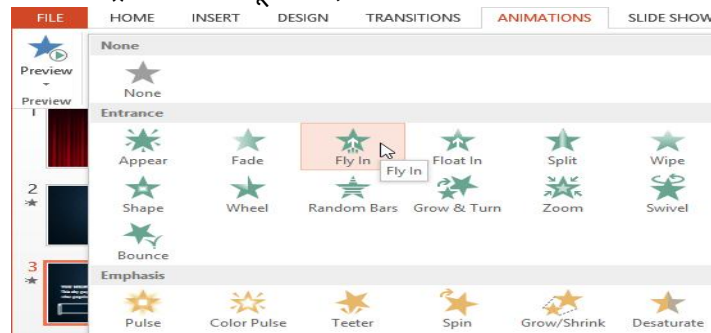 FILE HOME INSERT DESIGN TRANSITIONS ANIMATIONS SLIDE SHOW
Preview
Preview
None
None
Entrance
Appear Fade Fly In Float In Split Wipe
Fly In
Shape Wheel Random Bars Grow & Turn Zoom Swivel
Bounce
Emphasis
Pulse Color Pulse Teeter Spin Grow/Shrink Desaturate
1
2
3